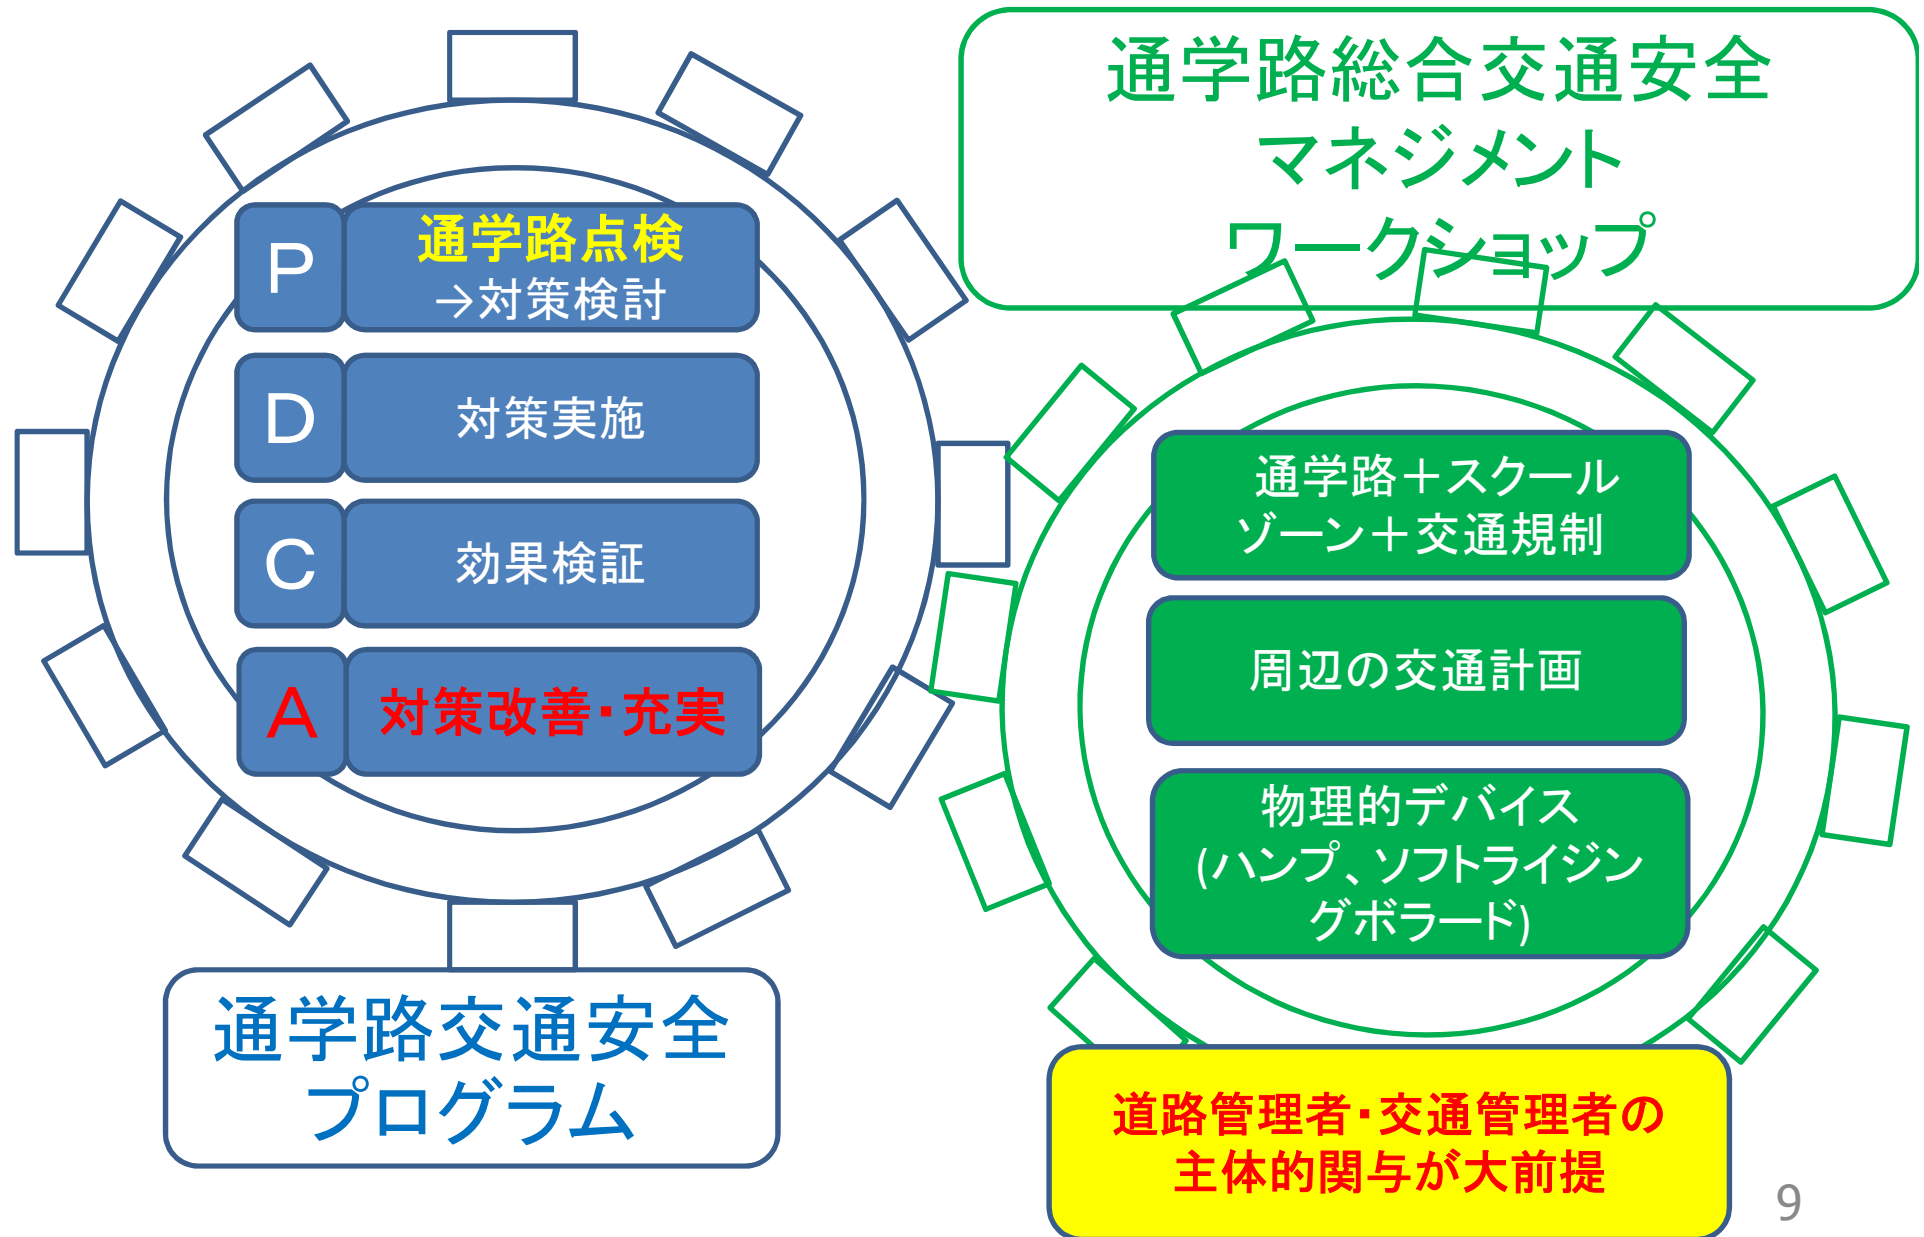 通学路総合交通安全
マネジメント
ワークショップ
P
通学路点検
→対策検討
D
対策実施
C
効果検証
A
対策改善・充実
通学路交通安全
プログラム
通学路＋スクール
ゾーン＋交通規制
周辺の交通計画
物理的デバイス
(ハンプ、ソフトライジン
グボラード)
道路管理者・交通管理者の
主体的関与が大前提
9